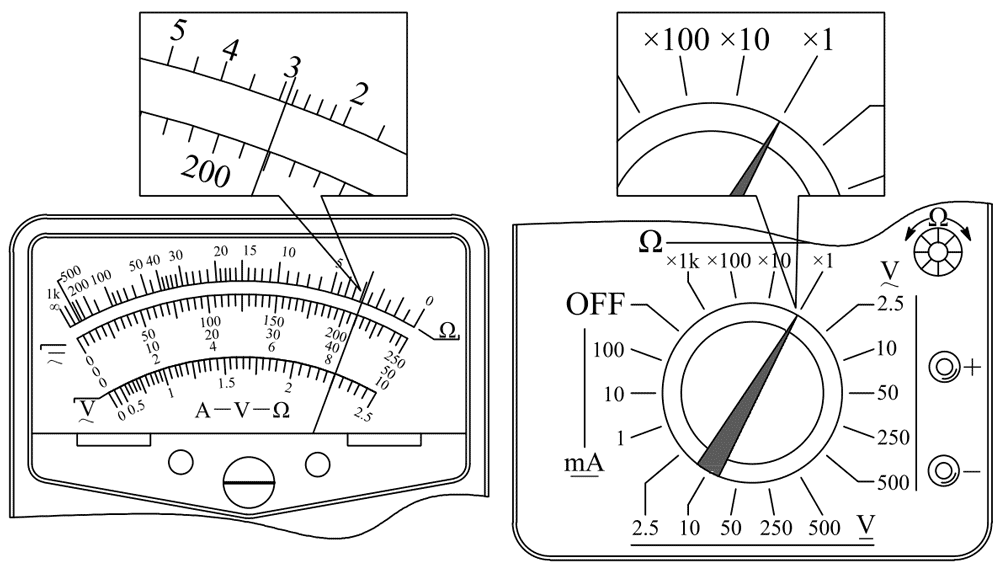 5 4 3 2
200
×100 ×10 ×1
1k 500 200 100 50 40 30 20 15 10 5 0
∞ Ω
0 50 100 150 200 250
0 10 20 30 40 50
0 2 4 6 8 10
V
0 0.5 1 1.5 2 2.5
A－V－Ω
Ω
Ω
×1k ×100 ×10 ×1
V
OFF 2.5
100 10
10 50 +
1 250
mA 500 −
2.5 10 50 250 500 V